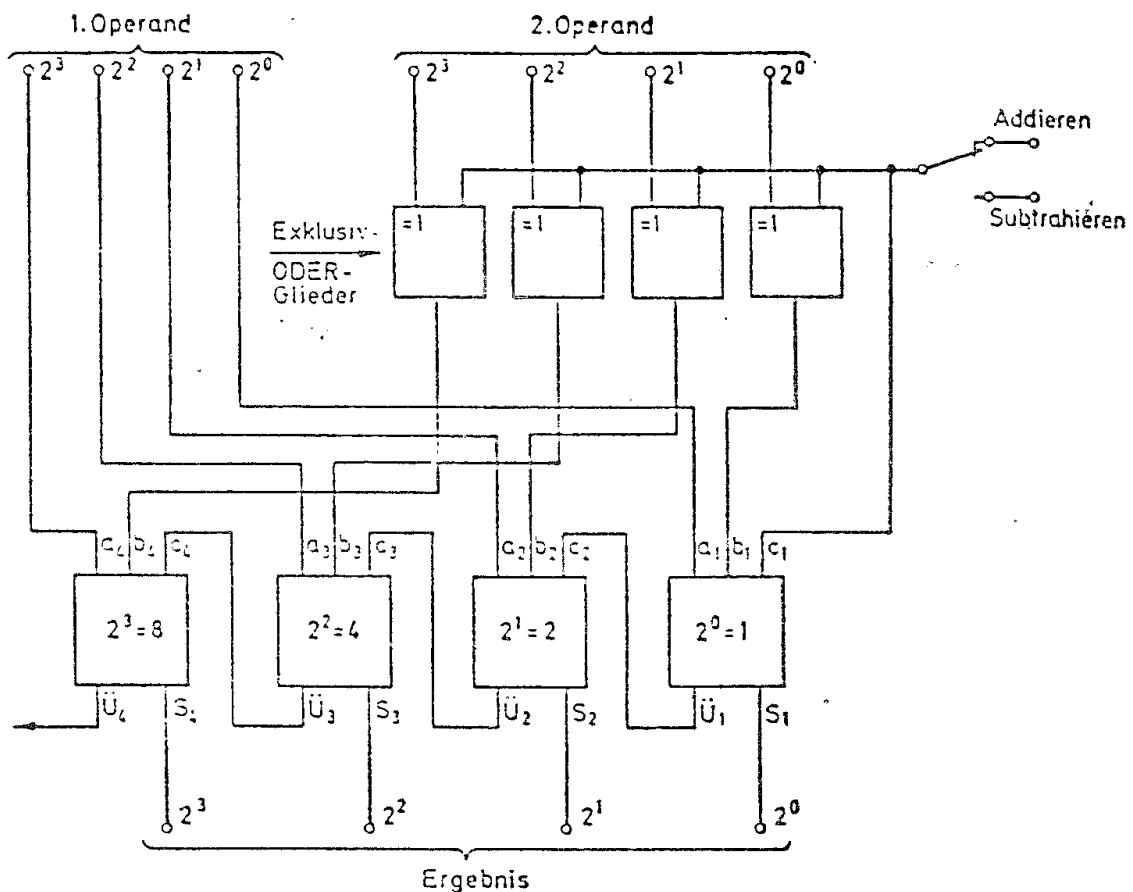 1. Operand
2. Operand
2³ 2² 2¹ 2⁰
2³ 2² 2¹ 2⁰
Addieren
Subtrahieren
=1 =1 =1 =1
Exklusiv-
ODER-
Glieder
a₄ b₄ c₄ a₃ b₃ c₃ a₂ b₂ c₂ a₁ b₁ c₁
2³=8 2²=4 2¹=2 2⁰=1
Ü₄ S₄ Ü₃ S₃ Ü₂ S₂ Ü₁ S₁
2³ 2² 2¹ 2⁰
Ergebnis